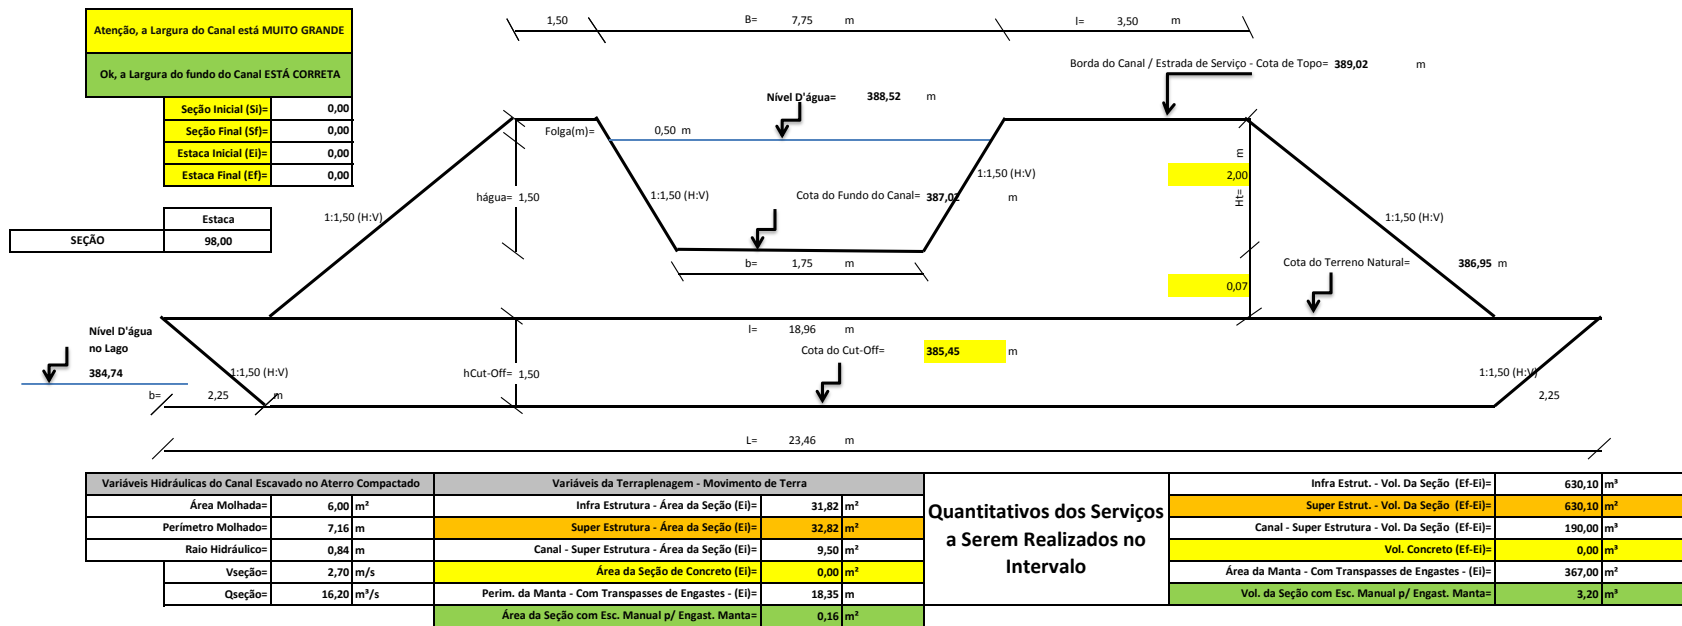 1,50 B= 7,75 m l= 3,50 m
Atenção, a Largura do Canal está MUITO GRANDE
Ok, a Largura do fundo do Canal ESTÁ CORRETA
Borda do Canal / Estrada de Serviço - Cota de Topo= 389,02 m
Nível D'água= 388,52 m
Seção Inicial (Si)= 0,00
Seção Final (Sf)= 0,00
Estaca Inicial (Ei)= 0,00
Estaca Final (Ef)= 0,00
Folga(m)= 0,50 m
m
2,00
Ht=
1:1,50 (H:V)
hágua= 1,50
1:1,50 (H:V)
Cota do Fundo do Canal= 387,02 m
1:1,50 (H:V)
1:1,50 (H:V)
Estaca
SEÇÃO 98,00
b= 1,75 m
Cota do Terreno Natural= 386,95 m
0,07
Nível D'água
no Lago
384,74
l= 18,96 m
Cota do Cut-Off= 385,45 m
1:1,50 (H:V)
hCut-Off= 1,50
1:1,50 (H:V)
b= 2,25 m
2,25
L= 23,46 m
Variáveis Hidráulicas do Canal Escavado no Aterro Compactado
Área Molhada= 6,00 m²
Perímetro Molhado= 7,16 m
Raio Hidráulico= 0,84 m
Vseção= 2,70 m/s
Qseção= 16,20 m³/s
Variáveis da Terraplenagem - Movimento de Terra
Infra Estrutura - Área da Seção (Ei)= 31,82 m²
Super Estrutura - Área da Seção (Ei)= 32,82 m²
Canal - Super Estrutura - Área da Seção (Ei)= 9,50 m²
Área da Seção de Concreto (Ei)= 0,00 m²
Perim. da Manta - Com Transpasses de Engastes - (Ei)= 18,35 m
Área da Seção com Esc. Manual p/ Engast. Manta= 0,16 m²
Quantitativos dos Serviços
a Serem Realizados no
Intervalo
Infra Estrut. - Vol. Da Seção (Ef-Ei)= 630,10 m³
Super Estrut. - Vol. Da Seção (Ef-Ei)= 630,10 m²
Canal - Super Estrutura - Vol. Da Seção (Ef-Ei)= 190,00 m³
Vol. Concreto (Ef-Ei)= 0,00 m³
Área da Manta - Com Transpasses de Engastes - (Ei)= 367,00 m²
Vol. da Seção com Esc. Manual p/ Engast. Manta= 3,20 m³